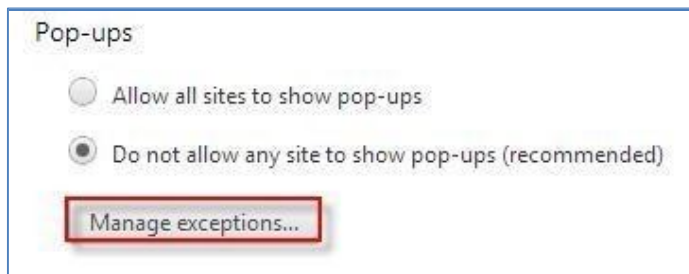 Pop-ups
Allow all sites to show pop-ups
Do not allow any site to show pop-ups (recommended)
Manage exceptions...